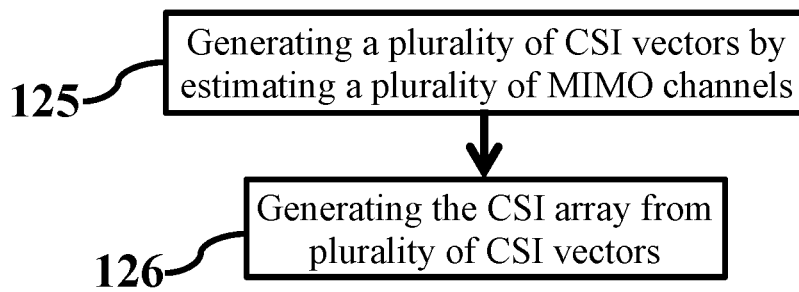 Generating a plurality of CSI vectors by
estimating a plurality of MIMO channels
125
Generating the CSI array from
plurality of CSI vectors
126